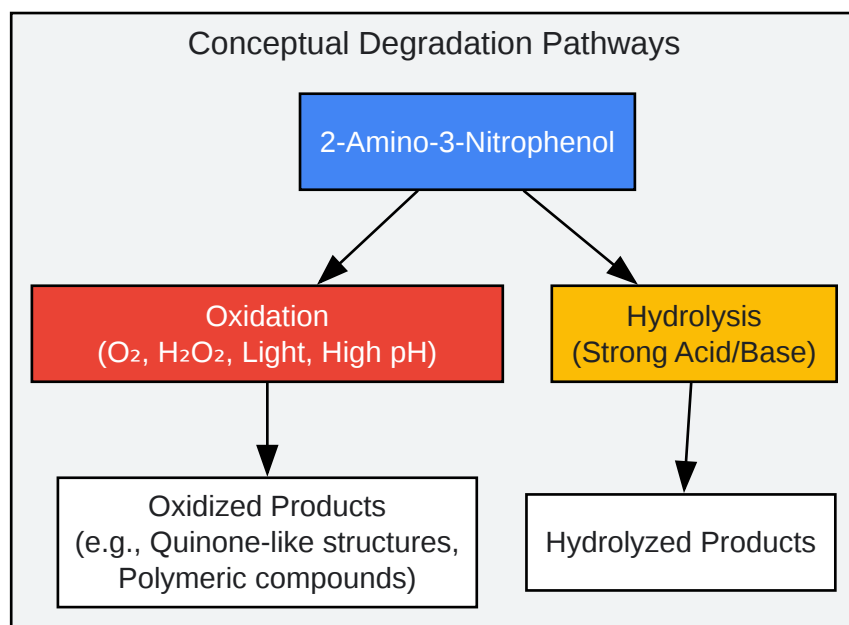 Conceptual Degradation Pathways
2-Amino-3-Nitrophenol
Oxidation
(O₂, H₂O₂, Light, High pH)
Hydrolysis
(Strong Acid/Base)
Oxidized Products
(e.g., Quinone-like structures,
Polymeric compounds)
Hydrolyzed Products